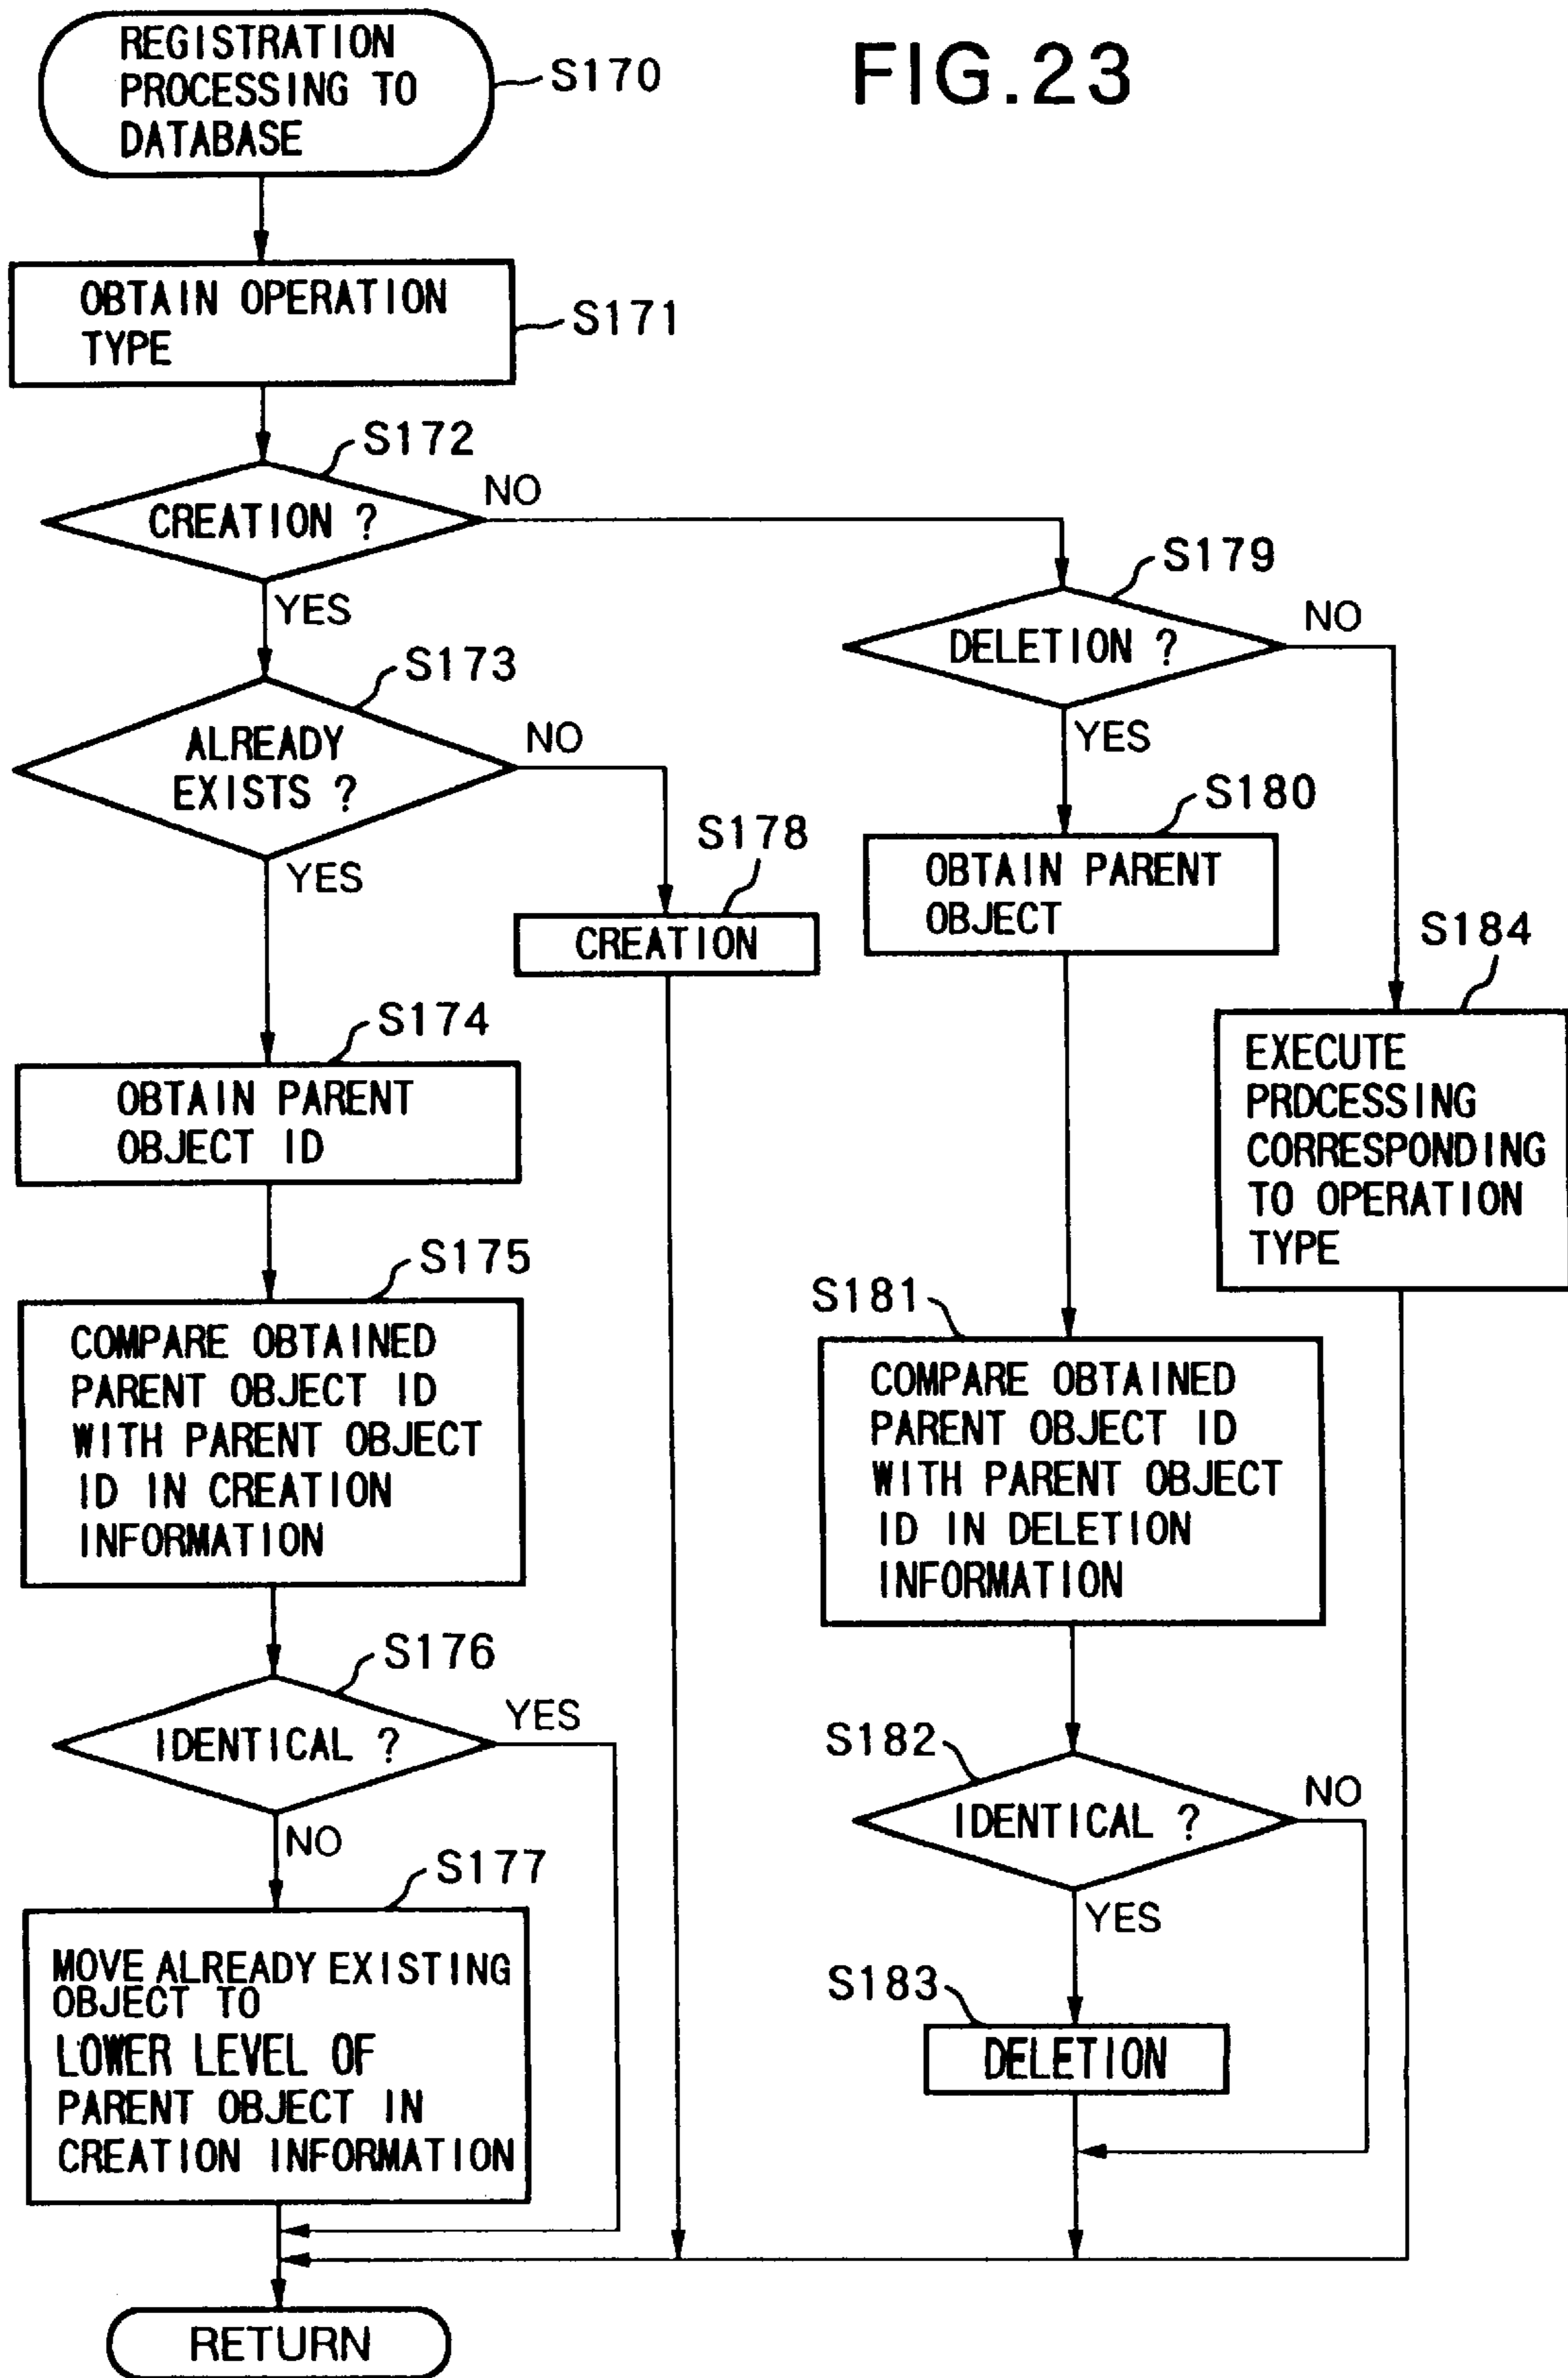 FIG.23
REGISTRATION
PROCESSING TO
DATABASE
S170
OBTAIN OPERATION
TYPE
S171
S172
CREATION ?
NO
YES
S173
ALREADY
EXISTS ?
NO
YES
S178
CREATION
S174
OBTAIN PARENT
OBJECT ID
S175
COMPARE OBTAINED
PARENT OBJECT ID
WITH PARENT OBJECT
ID IN CREATION
INFORMATION
S176
IDENTICAL ?
YES
NO
S177
MOVE ALREADY EXISTING
OBJECT TO
LOWER LEVEL OF
PARENT OBJECT IN
CREATION INFORMATION
RETURN
S179
DELETION ?
NO
YES
S180
OBTAIN PARENT
OBJECT
S184
EXECUTE
PRDCESSING
CORRESPONDING
TO OPERATION
TYPE
S181
COMPARE OBTAINED
PARENT OBJECT ID
WITH PARENT OBJECT
ID IN DELETION
INFORMATION
S182
IDENTICAL ?
NO
YES
S183
DELETION